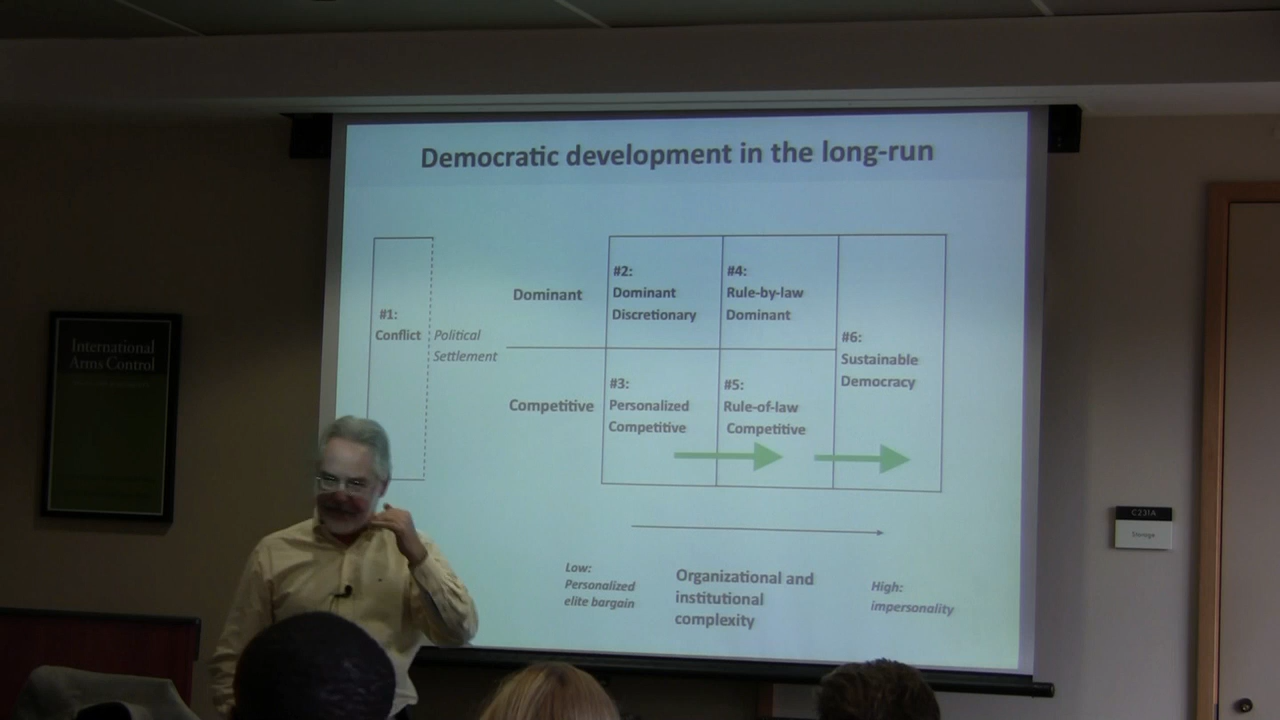 Democratic development in the long-run
#1:
Conflict
Political
Settlement
Dominant
Competitive
#2:
Dominant
Discretionary
#4:
Rule-by-law
Dominant
#3:
Personalized
Competitive
#5:
Rule-of-law
Competitive
#6:
Sustainable
Democracy
Low:
Personalized
elite bargain
Organizational and
institutional
complexity
High:
impersonality
International
Arms Control
C231A
Storage